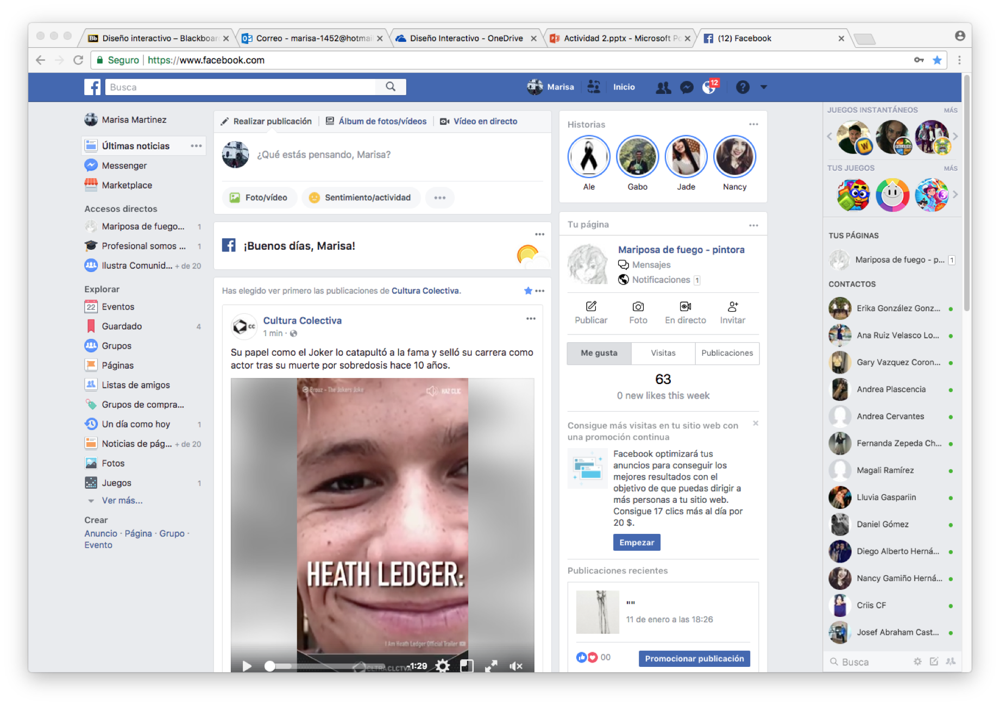 Diseño interactivo – Blackboar
Correo - marisa-1452@hotmai
Diseño Interactivo - OneDrive
Actividad 2.pptx - Microsoft Po
(12) Facebook
Seguro https://www.facebook.com
Busca
Marisa
Inicio
12
Marisa Martinez
Últimas noticias
Messenger
Marketplace
Accesos directos
Mariposa de fuego... 1
Profesional somos ... 1
Ilustra Comunid... + de 20
Explorar
22 Eventos
Guardado 4
Grupos
Páginas
Listas de amigos
Grupos de compra...
Un día como hoy 1
Noticias de pág... + de 20
Fotos
Juegos 1
Ver más...
Crear
Anuncio · Página · Grupo ·
Evento
Realizar publicación
Álbum de fotos/vídeos
Vídeo en directo
¿Qué estás pensando, Marisa?
Foto/vídeo
Sentimiento/actividad
¡Buenos días, Marisa!
Has elegido ver primero las publicaciones de Cultura Colectiva.
CC
Cultura Colectiva
1 min ·
Su papel como el Joker lo catapultó a la fama y selló su carrera como
actor tras su muerte por sobredosis hace 10 años.
Brouz - The Jokers Joke
HAZ CLIC
HEATH LEDGER:
I Am Heath Ledger Official Trailer
CLTRACLCTVA
-1:29
Historias
Ale
Gabo
Jade
Nancy
Tu página
Mariposa de fuego - pintora
Mensajes
Notificaciones 1
Publicar
Foto
En directo
Invitar
Me gusta
Visitas
Publicaciones
63
0 new likes this week
Consigue más visitas en tu sitio web con
una promoción continua
Facebook optimizará tus
anuncios para conseguir los
mejores resultados con el
objetivo de que puedas dirigir a
más personas a tu sitio web.
Consigue 17 clics más al día por
20 $.
Empezar
Publicaciones recientes
""
11 de enero a las 18:26
00
Promocionar publicación
JUEGOS INSTANTÁNEOS
MÁS
TUS JUEGOS
MÁS
3
TUS PÁGINAS
Mariposa de fuego - p... 1
CONTACTOS
Erika González Gonz...
Ana Ruiz Velasco Lo...
Gary Vazquez Coron...
Andrea Plascencia
Andrea Cervantes
Fernanda Zepeda Ch...
Magali Ramírez
Lluvia Gaspariin
Daniel Gómez
Diego Alberto Herná...
Nancy Gamiño Herná...
Criis CF
Josef Abraham Cast...
Busca